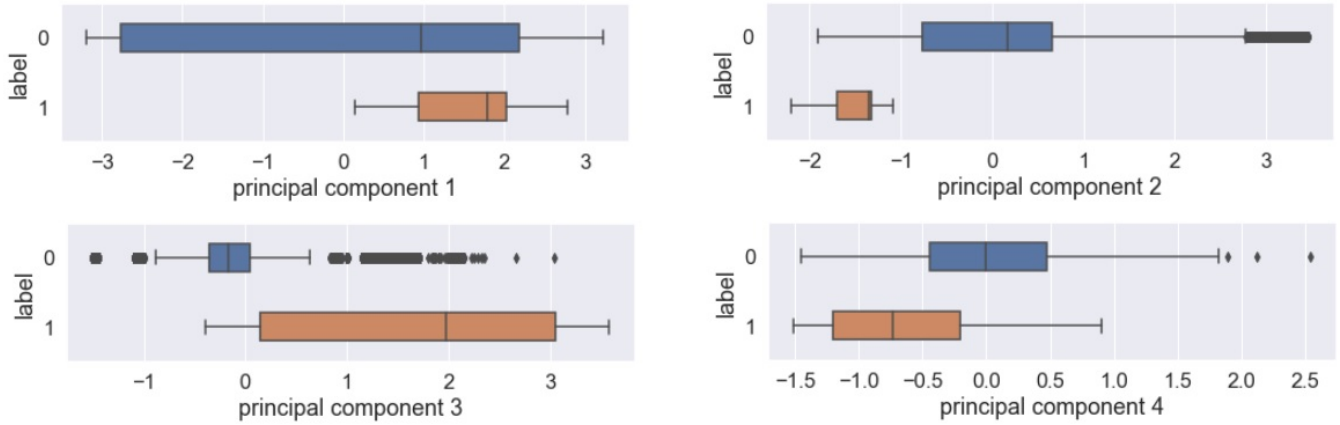 label
0
1
−3 −2 −1 0 1 2 3
principal component 1
label
0
1
−2 −1 0 1 2 3
principal component 2
label
0
1
−1 0 1 2 3
principal component 3
label
0
1
−1.5 −1.0 −0.5 0.0 0.5 1.0 1.5 2.0 2.5
principal component 4